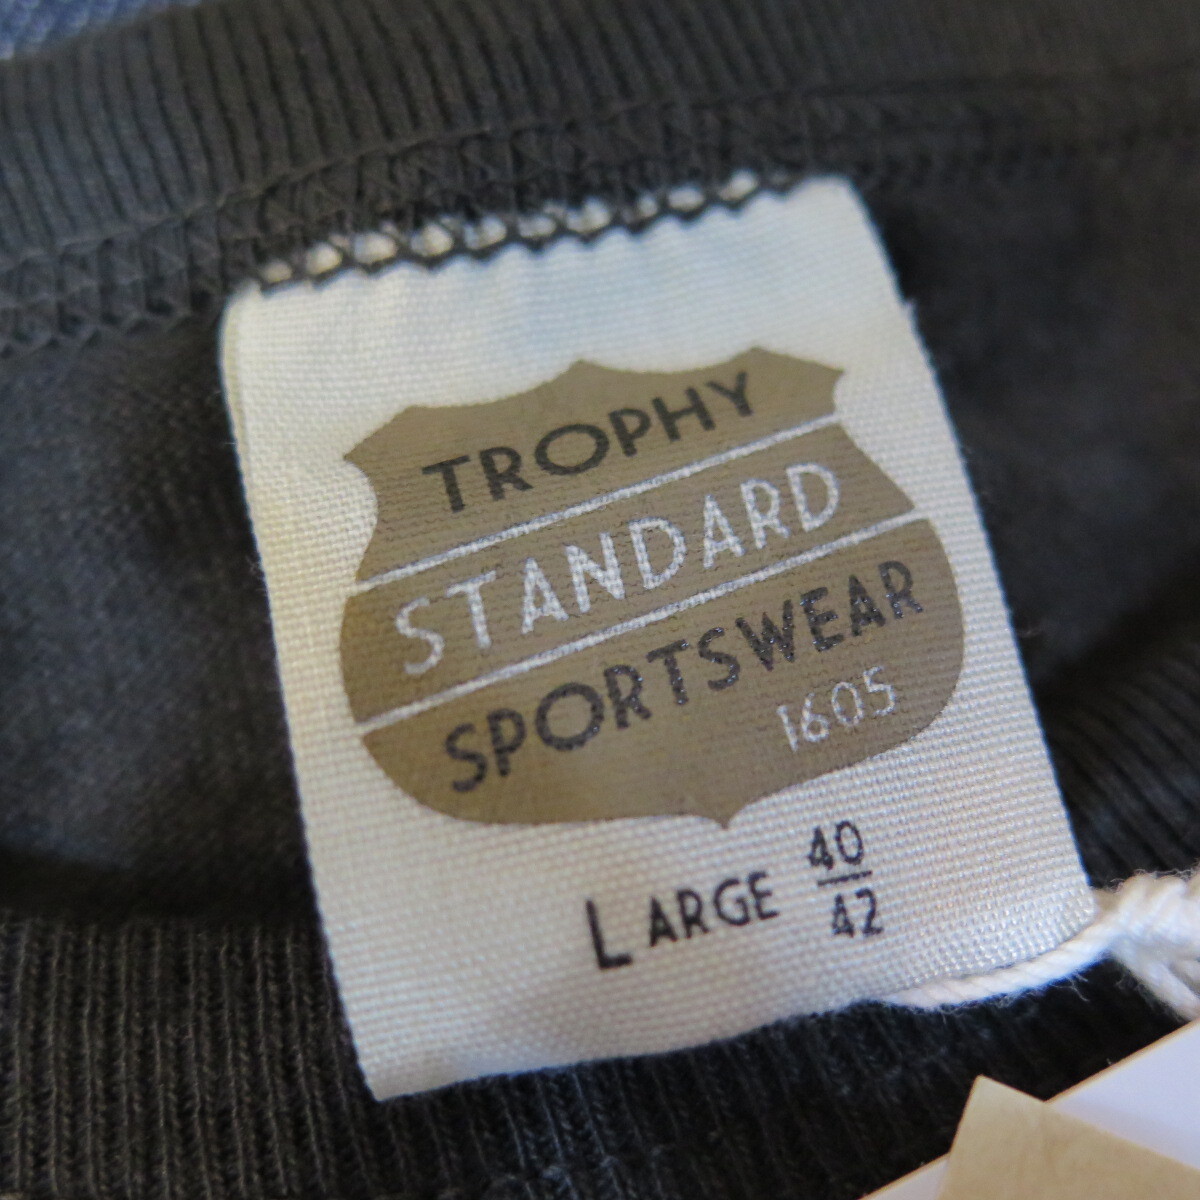 TROPHY
STANDARD
SPORTSWEAR
1605
LARGE 40/42